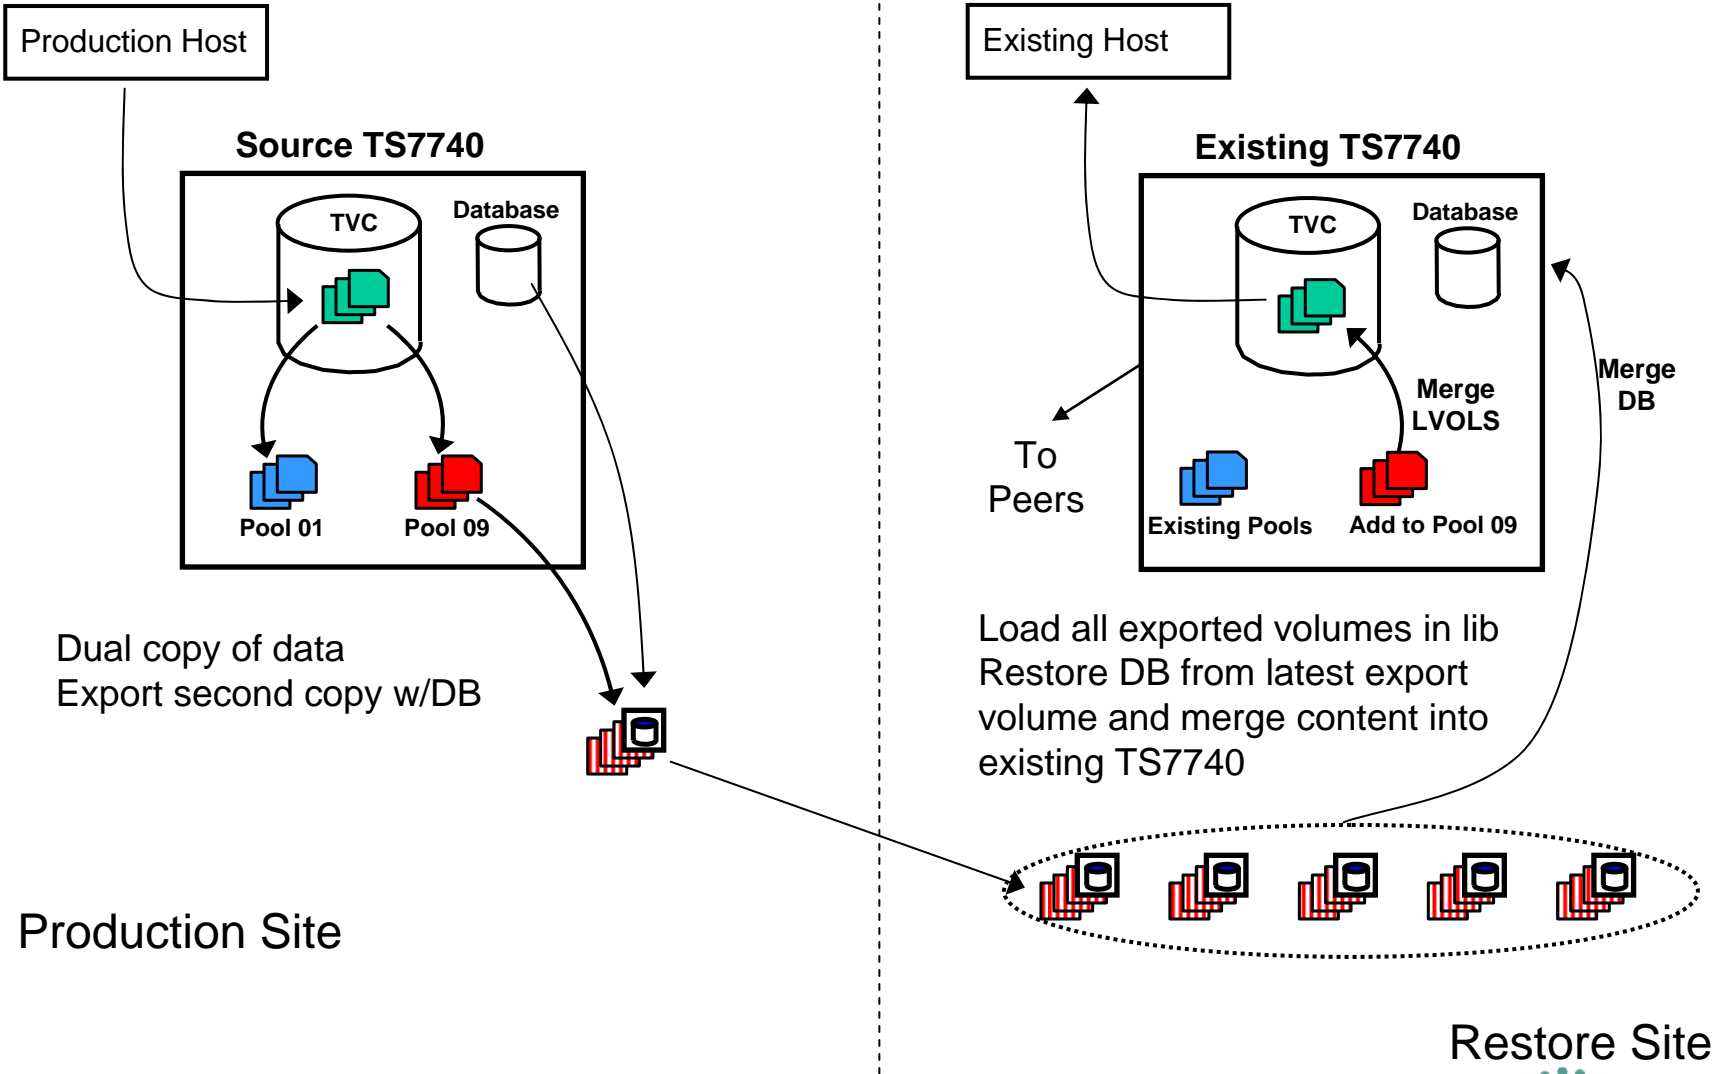 Production Host
Source TS7740
TVC
Database
Pool 01
Pool 09
Dual copy of data
Export second copy w/DB
Production Site
Existing Host
Existing TS7740
TVC
Database
Merge
DB
Merge
LVOLS
To
Peers
Existing Pools
Add to Pool 09
Load all exported volumes in lib
Restore DB from latest export
volume and merge content into
existing TS7740
Restore Site